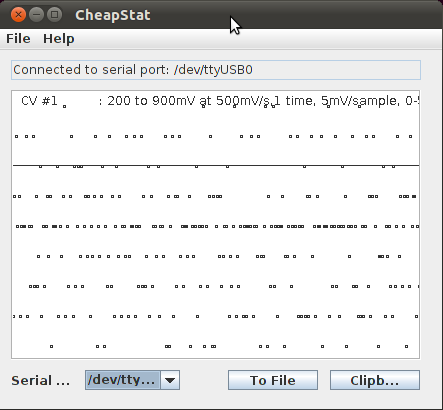 CheapStat
File Help
Connected to serial port: /dev/ttyUSB0
CV #1 : 200 to 900mV at 500mV/s,1 time, 5mV/sample, 0-5
Serial ... /dev/tty... To File Clipb...